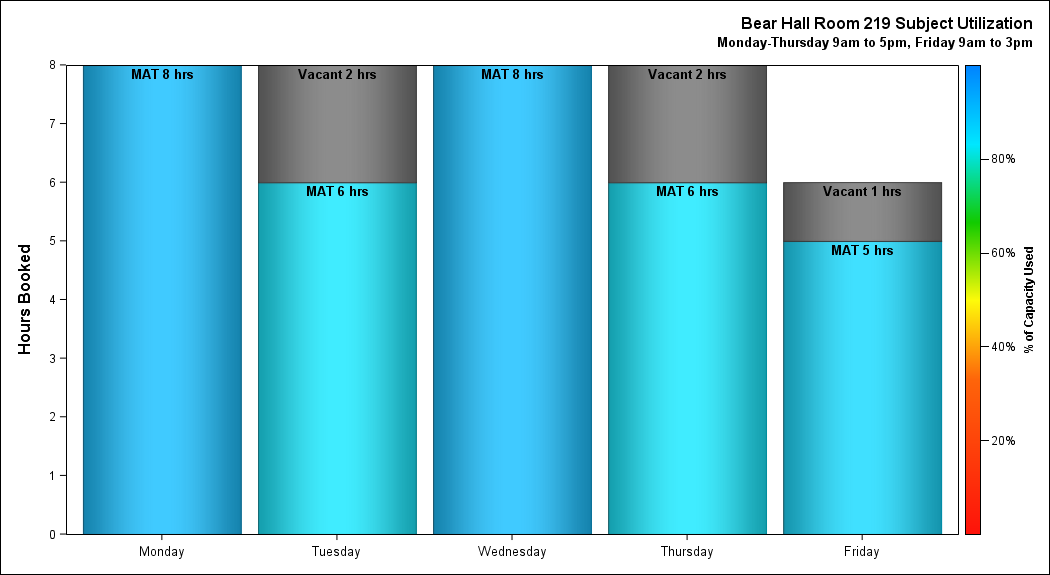 Bear Hall Room 219 Subject Utilization
Monday-Thursday 9am to 5pm, Friday 9am to 3pm
Hours Booked
8
7
6
5
4
3
2
1
0
MAT 8 hrs
Vacant 2 hrs
MAT 6 hrs
MAT 8 hrs
Vacant 2 hrs
MAT 6 hrs
Vacant 1 hrs
MAT 5 hrs
Monday
Tuesday
Wednesday
Thursday
Friday
80%
60%
40%
20%
% of Capacity Used